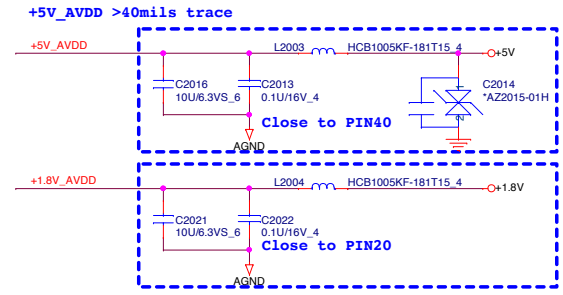 +5V_AVDD >40mils trace
+5V_AVDD
L2003
HCB1005KF-181T15_4
+5V
C2016
10U/6.3VS_6
C2013
0.1U/16V_4
C2014
*AZ2015-01H
1
2
Close to PIN40
AGND
+1.8V_AVDD
L2004
HCB1005KF-181T15_4
+1.8V
C2021
10U/6.3VS_6
C2022
0.1U/16V_4
Close to PIN20
AGND